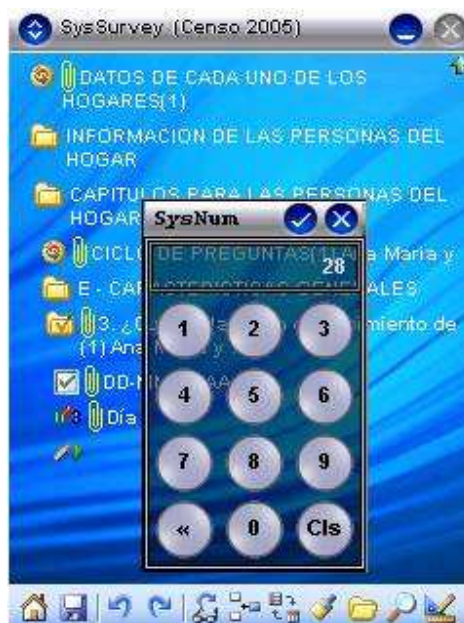 SysSurvey (Censo 2005)
DATOS DE CADA UNO DE LOS
HOGARES(1)
INFORMACION DE LAS PERSONAS DEL
HOGAR
CAPITULOS PARA LAS PERSONAS DEL
HOGAR
SysNum
CICLO DE PREGUNTAS(1) Ana Maria y
28
E - CARACTERISTICAS GENERALES
3. ¿ de
(1) Ana y
DD-
Día
1 2 3
4 5 6
7 8 9
« 0 Cls